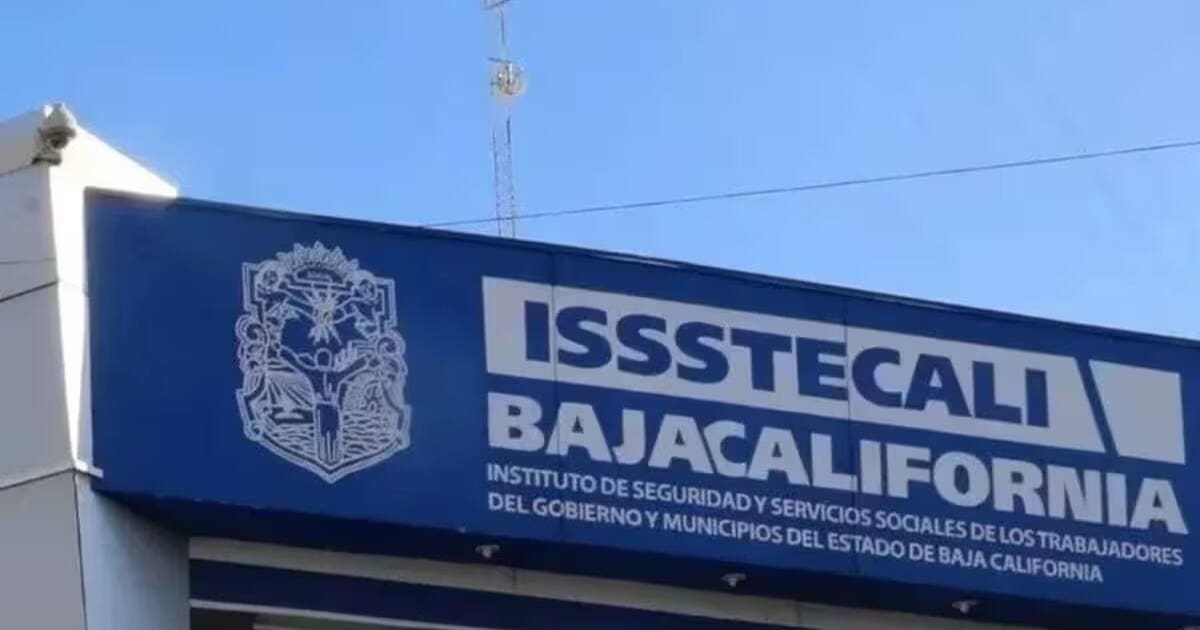 ISSSTECALI
BAJACALIFORNIA
INSTITUTO DE SEGURIDAD Y SERVICIOS SOCIALES DE LOS TRABAJADORES
DEL GOBIERNO Y MUNICIPIOS DEL ESTADO DE BAJA CALIFORNIA